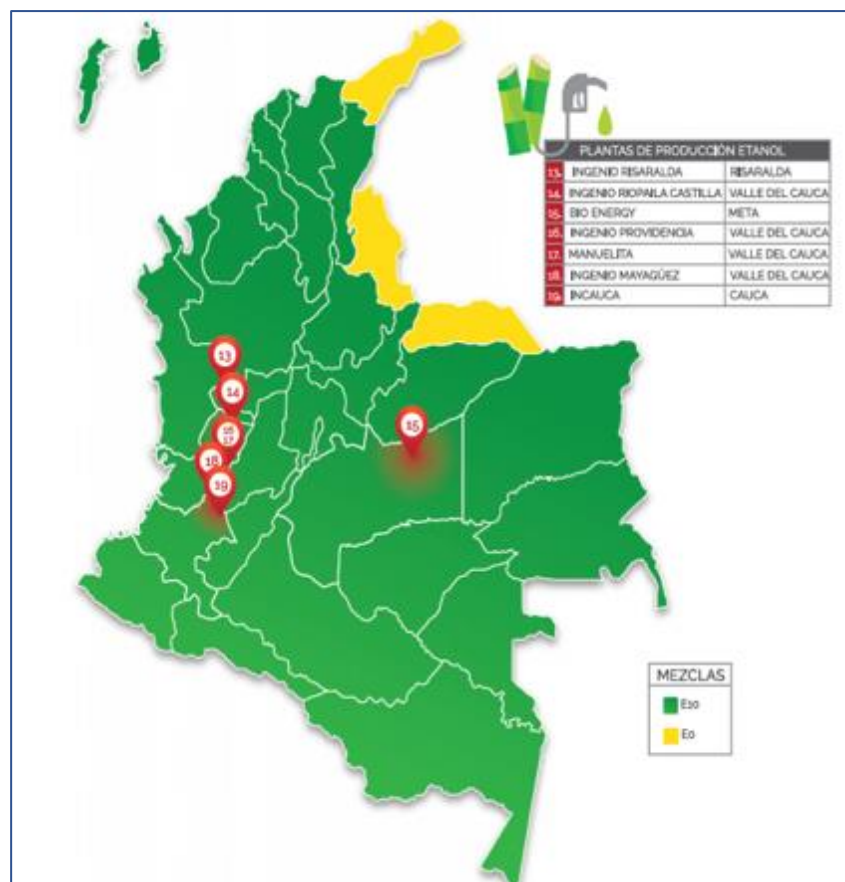 PLANTAS DE PRODUCCIÓN ETANOL
13. INGENIO RISARALDA RISARALDA
14. INGENIO RIOPAILA CASTILLA VALLE DEL CAUCA
15. BIO ENERGY META
16. INGENIO PROVIDENCIA VALLE DEL CAUCA
17. MANUELITA VALLE DEL CAUCA
18. INGENIO MAYAGÜEZ VALLE DEL CAUCA
19. INCAUCA CAUCA
13
14
15
16
17
18
19
MEZCLAS
E10
E0